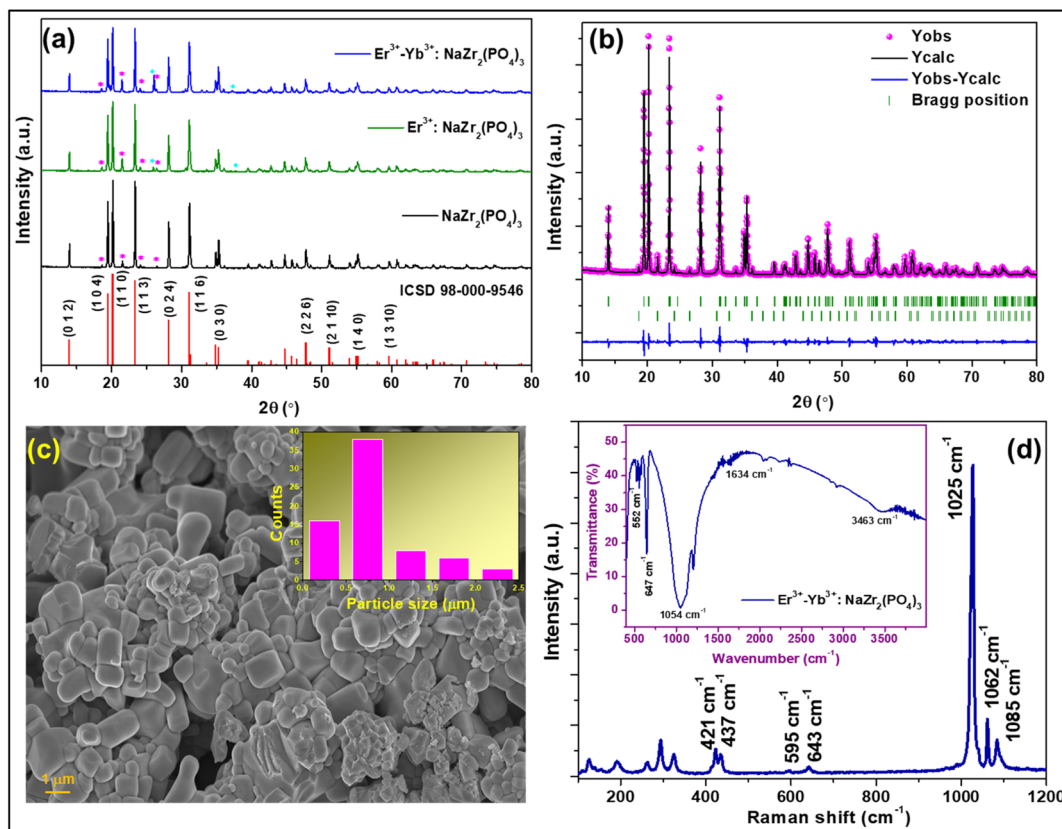 (a)
Er³⁺-Yb³⁺: NaZr₂(PO₄)₃
Er³⁺: NaZr₂(PO₄)₃
NaZr₂(PO₄)₃
ICSD 98-000-9546
(0 1 2)
(1 0 4)
(1 1 0)
(1 1 3)
(0 2 4)
(1 1 6)
(0 3 0)
(2 2 6)
(2 1 10)
(1 4 0)
(1 3 10)
Intensity (a.u.)
10 20 30 40 50 60 70 80
2θ (°)
(b)
Yobs
Ycalc
Yobs-Ycalc
Bragg position
Intensity (a.u.)
10 20 30 40 50 60 70 80
2θ (°)
(c)
Counts
40
35
30
25
20
15
10
5
0
0.0 0.5 1.0 1.5 2.0 2.5
Particle size (μm)
1 μm
(d)
Intensity (a.u.)
Transmittance (%)
50
40
30
20
10
0
552 cm⁻¹
647 cm⁻¹
1054 cm⁻¹
1634 cm⁻¹
3463 cm⁻¹
Er³⁺-Yb³⁺: NaZr₂(PO₄)₃
500 1000 1500 2000 2500 3000 3500
Wavenumber (cm⁻¹)
421 cm⁻¹
437 cm⁻¹
595 cm⁻¹
643 cm⁻¹
1025 cm⁻¹
1062 cm⁻¹
1085 cm⁻¹
200 400 600 800 1000 1200
Raman shift (cm⁻¹)